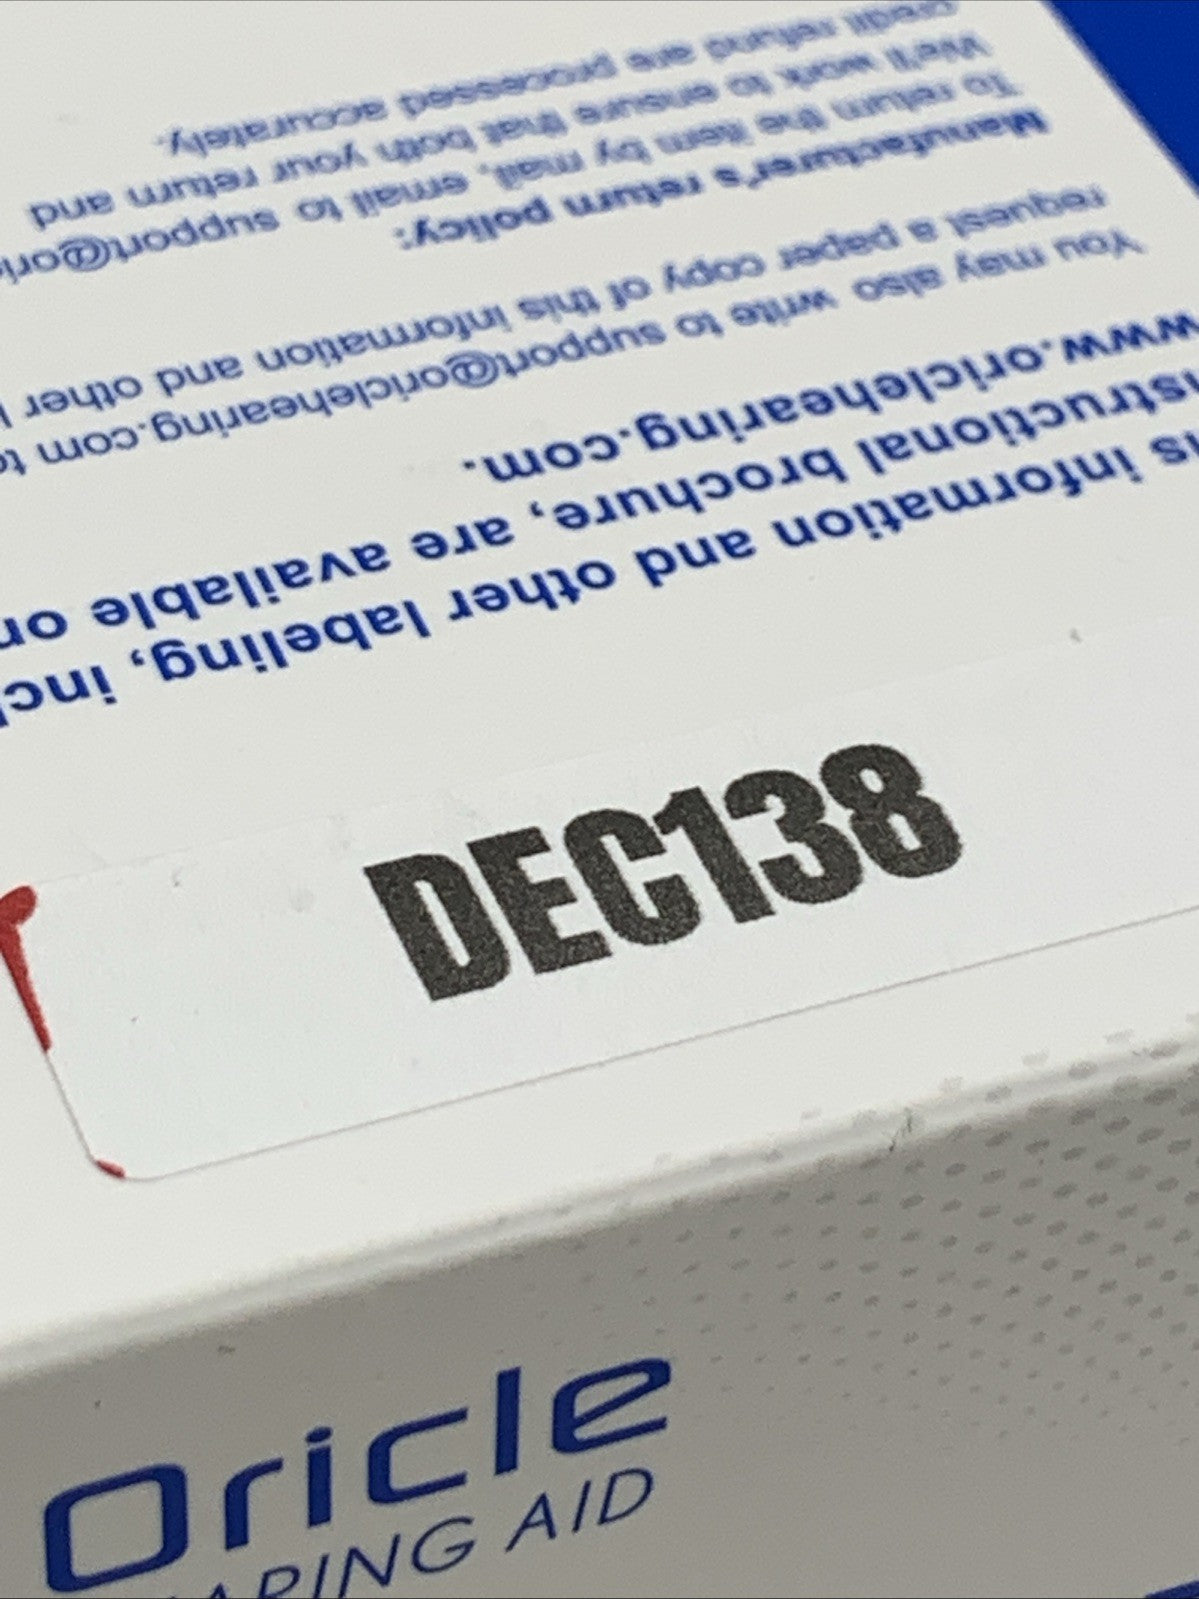 DEC138
Oricle
ARING AID
is information and other labeling, incl
nstructional brochure, are available on
www.oriclehearing.com.
You may also write to support@oriclehearing.com to
request a paper copy of this information and other l
Manufacturer's return policy:
To return the item by mail, email to support@oric
We'll work to ensure that both your return and
credit refund are processed accurately.